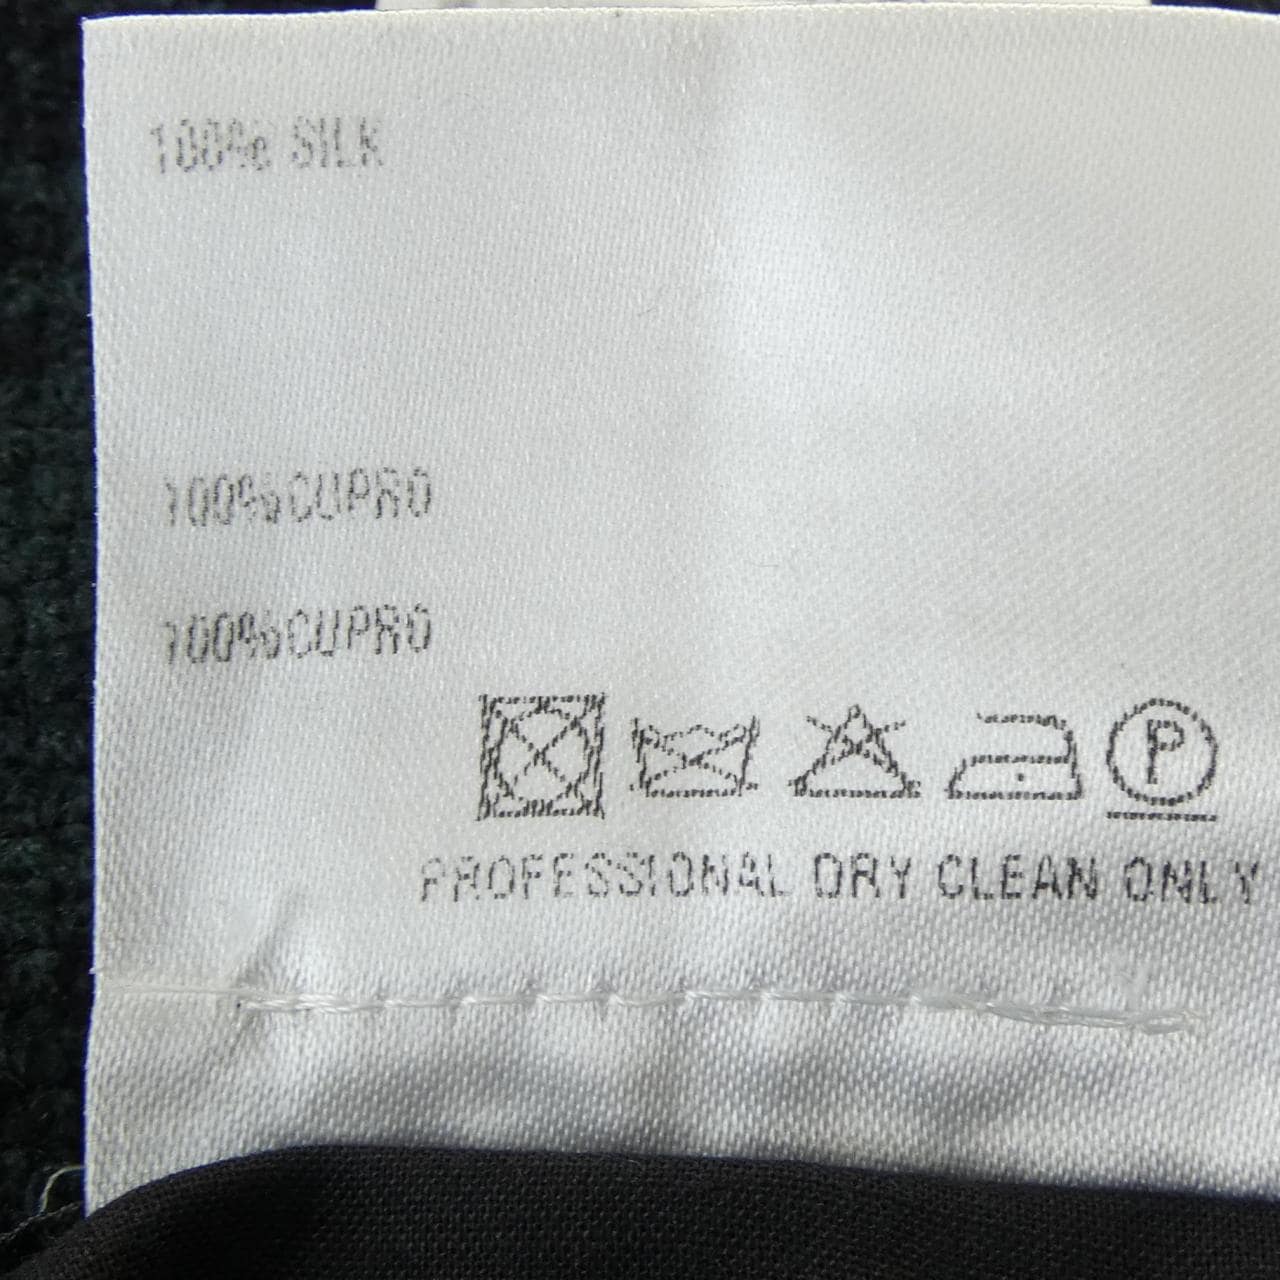 100% SILK
100%CUPRO
100%CUPRO
P
PROFESSIONAL DRY CLEAN ONLY